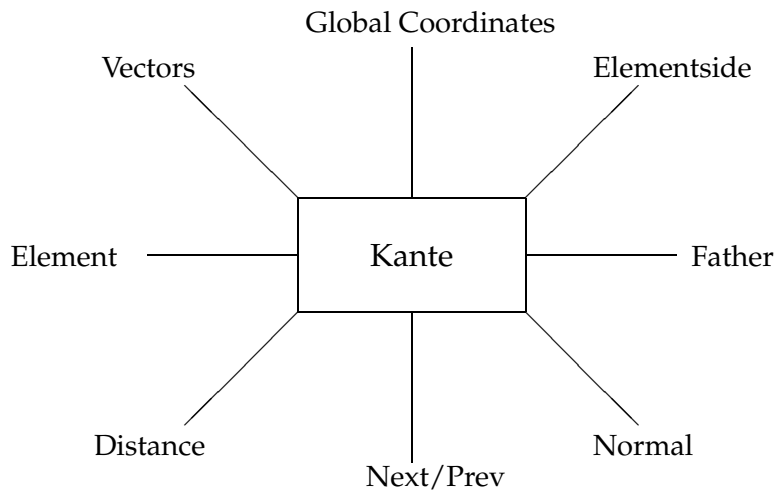 Global Coordinates
Vectors
Elementside
Element
Kante
Father
Distance
Normal
Next/Prev